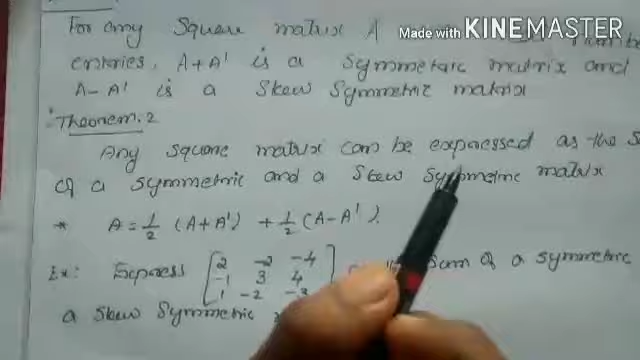 For any Square matrix A
Made with KINEMASTER
entries, A+A' is a symmetric matrix and
A-A' is a Skew Symmetric matrix
Theorem.2
Any square matrix can be expressed as the S
of a symmetric and a Skew Symmetric matrix
* A = 1/2 (A+A') + 1/2 (A-A').
Ex: Express [2 -2 -4
-1 3 4
1 -2 -3] Sum of a symmetric
a Skew Symmetric